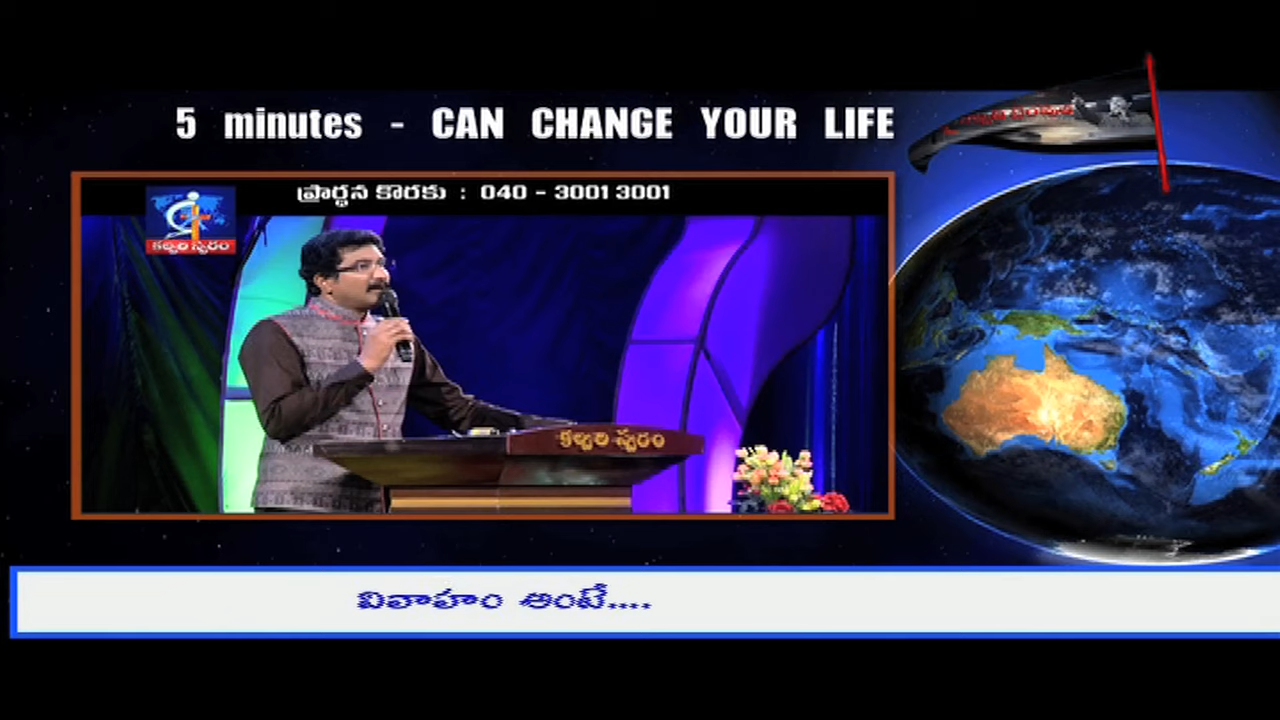 5 minutes - CAN CHANGE YOUR LIFE
ప్రార్థన కొరకు : 040 - 3001 3001
కల్వరి స్వరం
కల్వరి స్వరం
వివాహం అంటే....